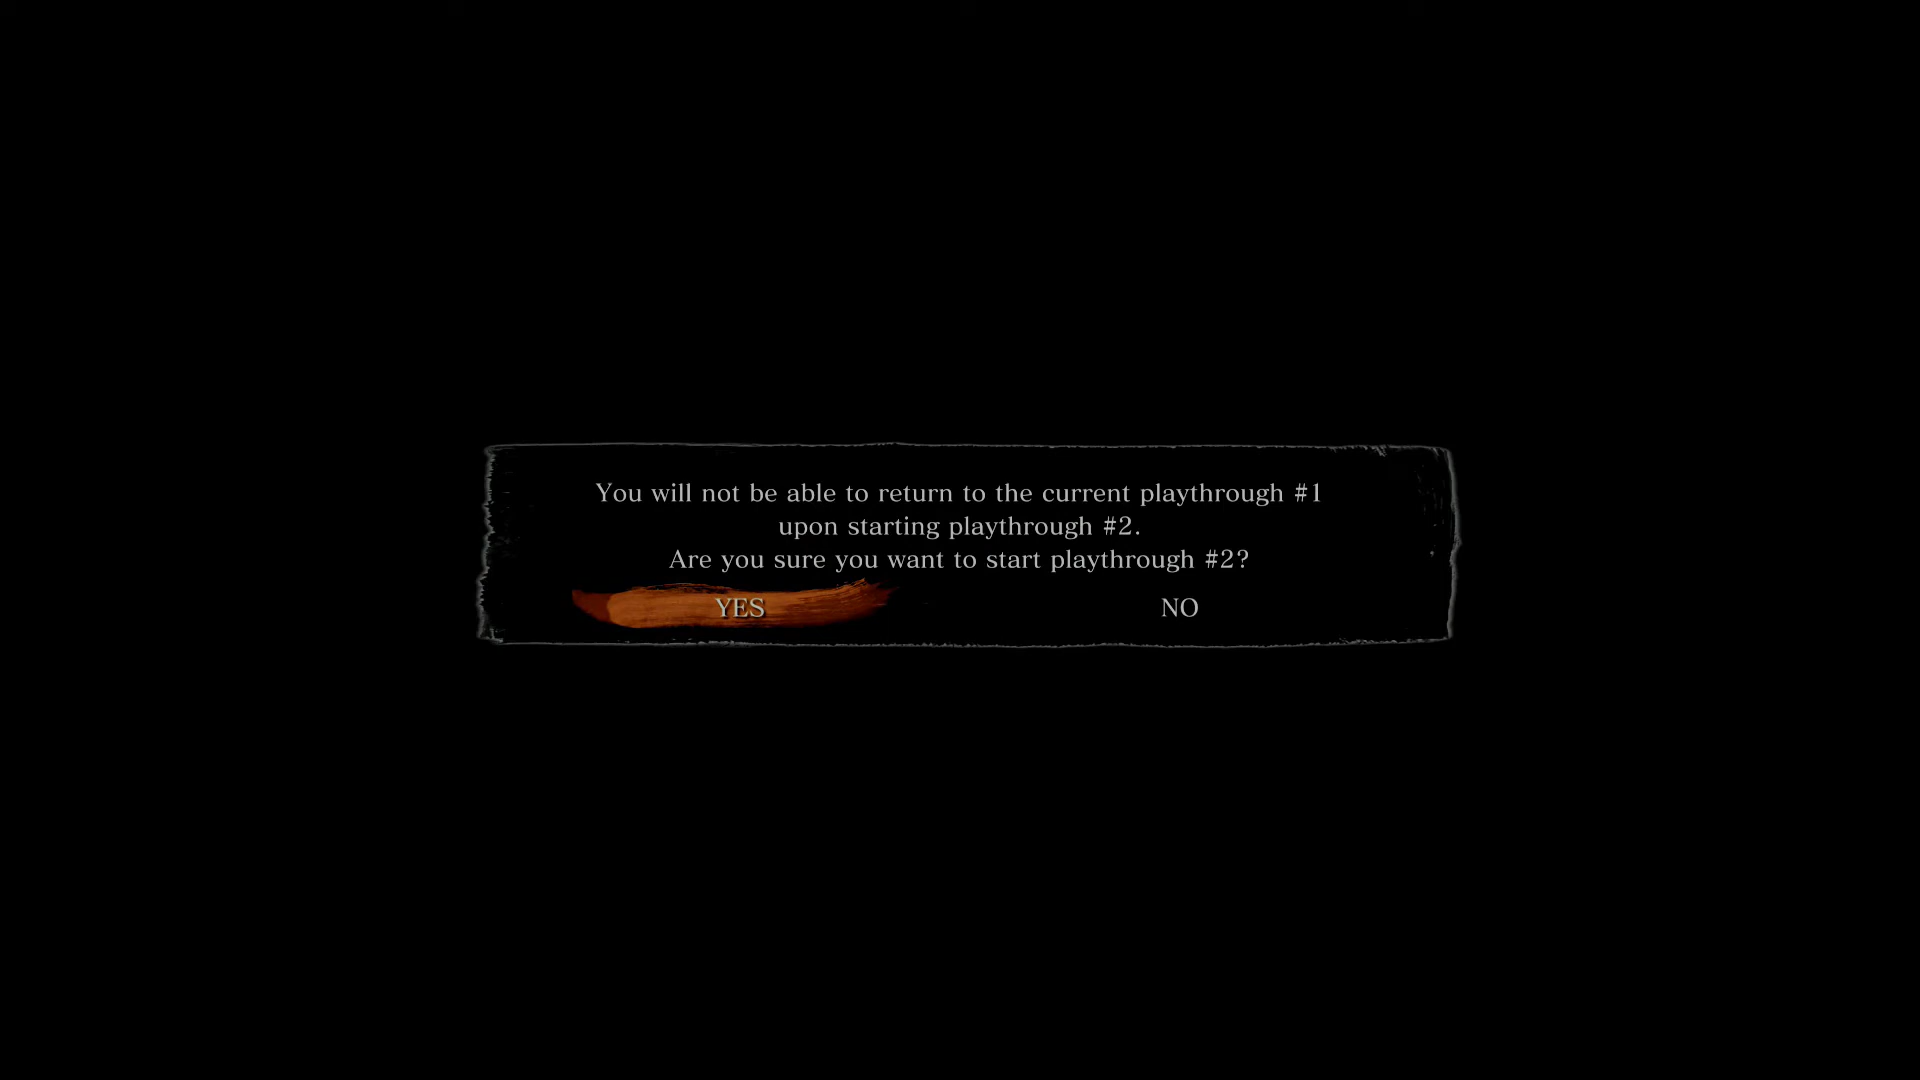 You will not be able to return to the current playthrough #1
upon starting playthrough #2.
Are you sure you want to start playthrough #2?
YES NO